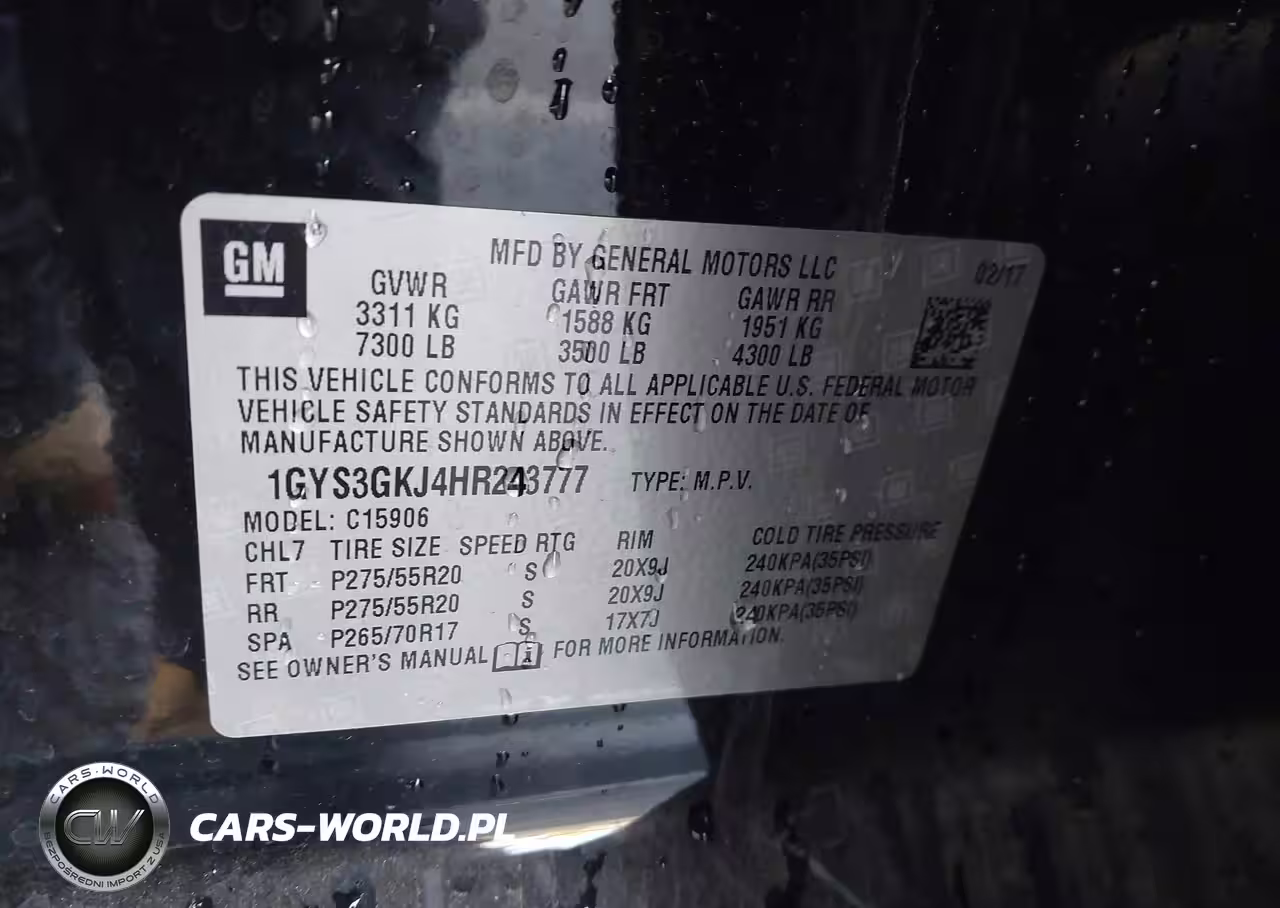 GM
MFD BY GENERAL MOTORS LLC
02/17
GVWR GAWR FRT GAWR RR
3311 KG 1588 KG 1951 KG
7300 LB 3500 LB 4300 LB
THIS VEHICLE CONFORMS TO ALL APPLICABLE U.S. FEDERAL MOTOR
VEHICLE SAFETY STANDARDS IN EFFECT ON THE DATE OF
MANUFACTURE SHOWN ABOVE.
1GYS3GKJ4HR243777 TYPE: M.P.V.
MODEL: C15906
CHL7 TIRE SIZE SPEED RTG RIM COLD TIRE PRESSURE
FRT P275/55R20 S 20X9J 240KPA(35PSI)
RR P275/55R20 S 20X9J 240KPA(35PSI)
SPA P265/70R17 S 17X7J 240KPA(35PSI)
SEE OWNER'S MANUAL i FOR MORE INFORMATION.
CARS-WORLD
CW
BEZPOŚREDNI IMPORT Z USA
CARS-WORLD.PL